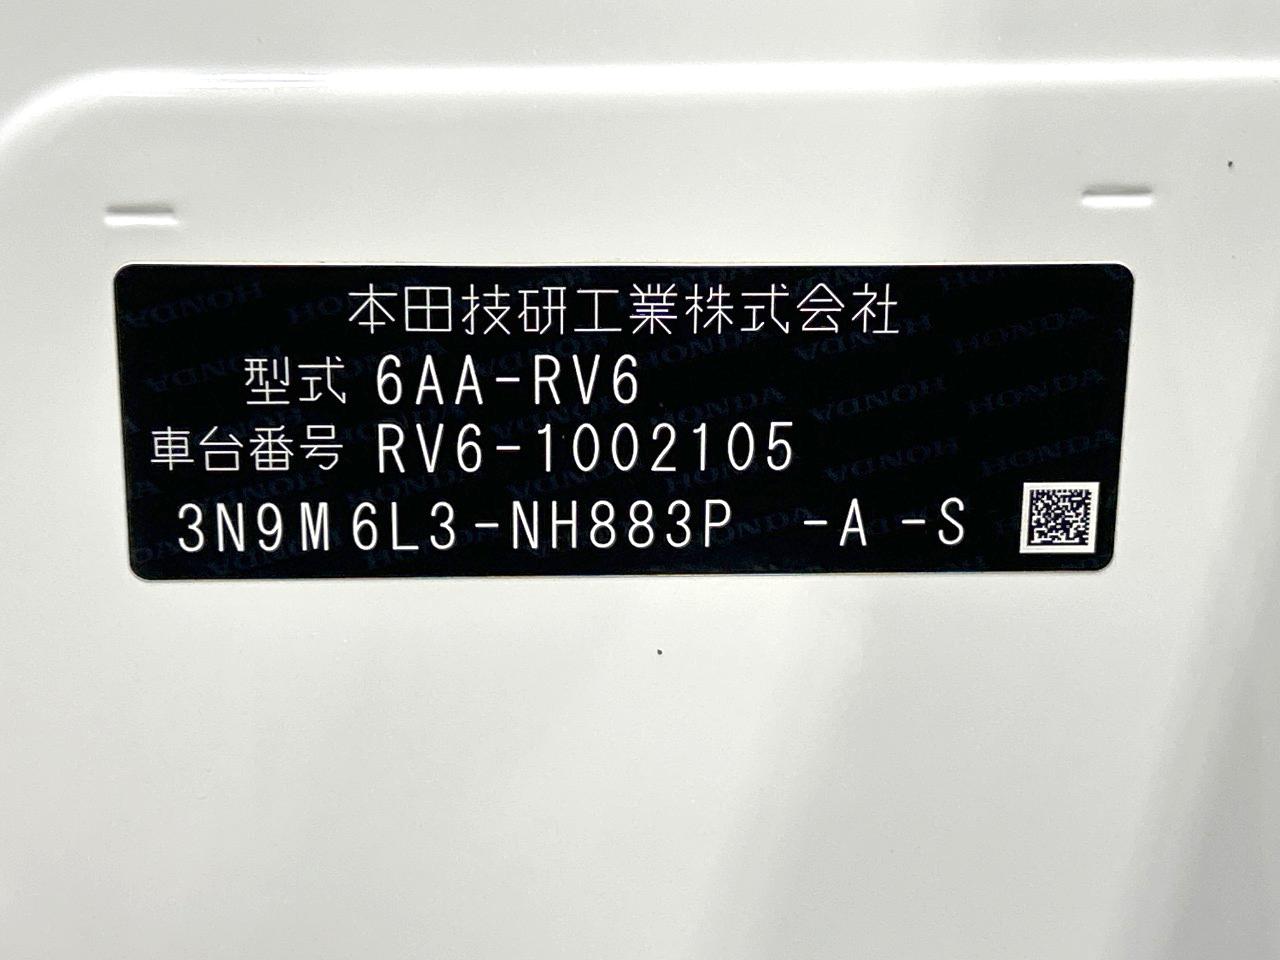 本田技研工業株式会社
型式 6AA-RV6
車台番号 RV6-1002105
3N9M6L3-NH883P -A -S